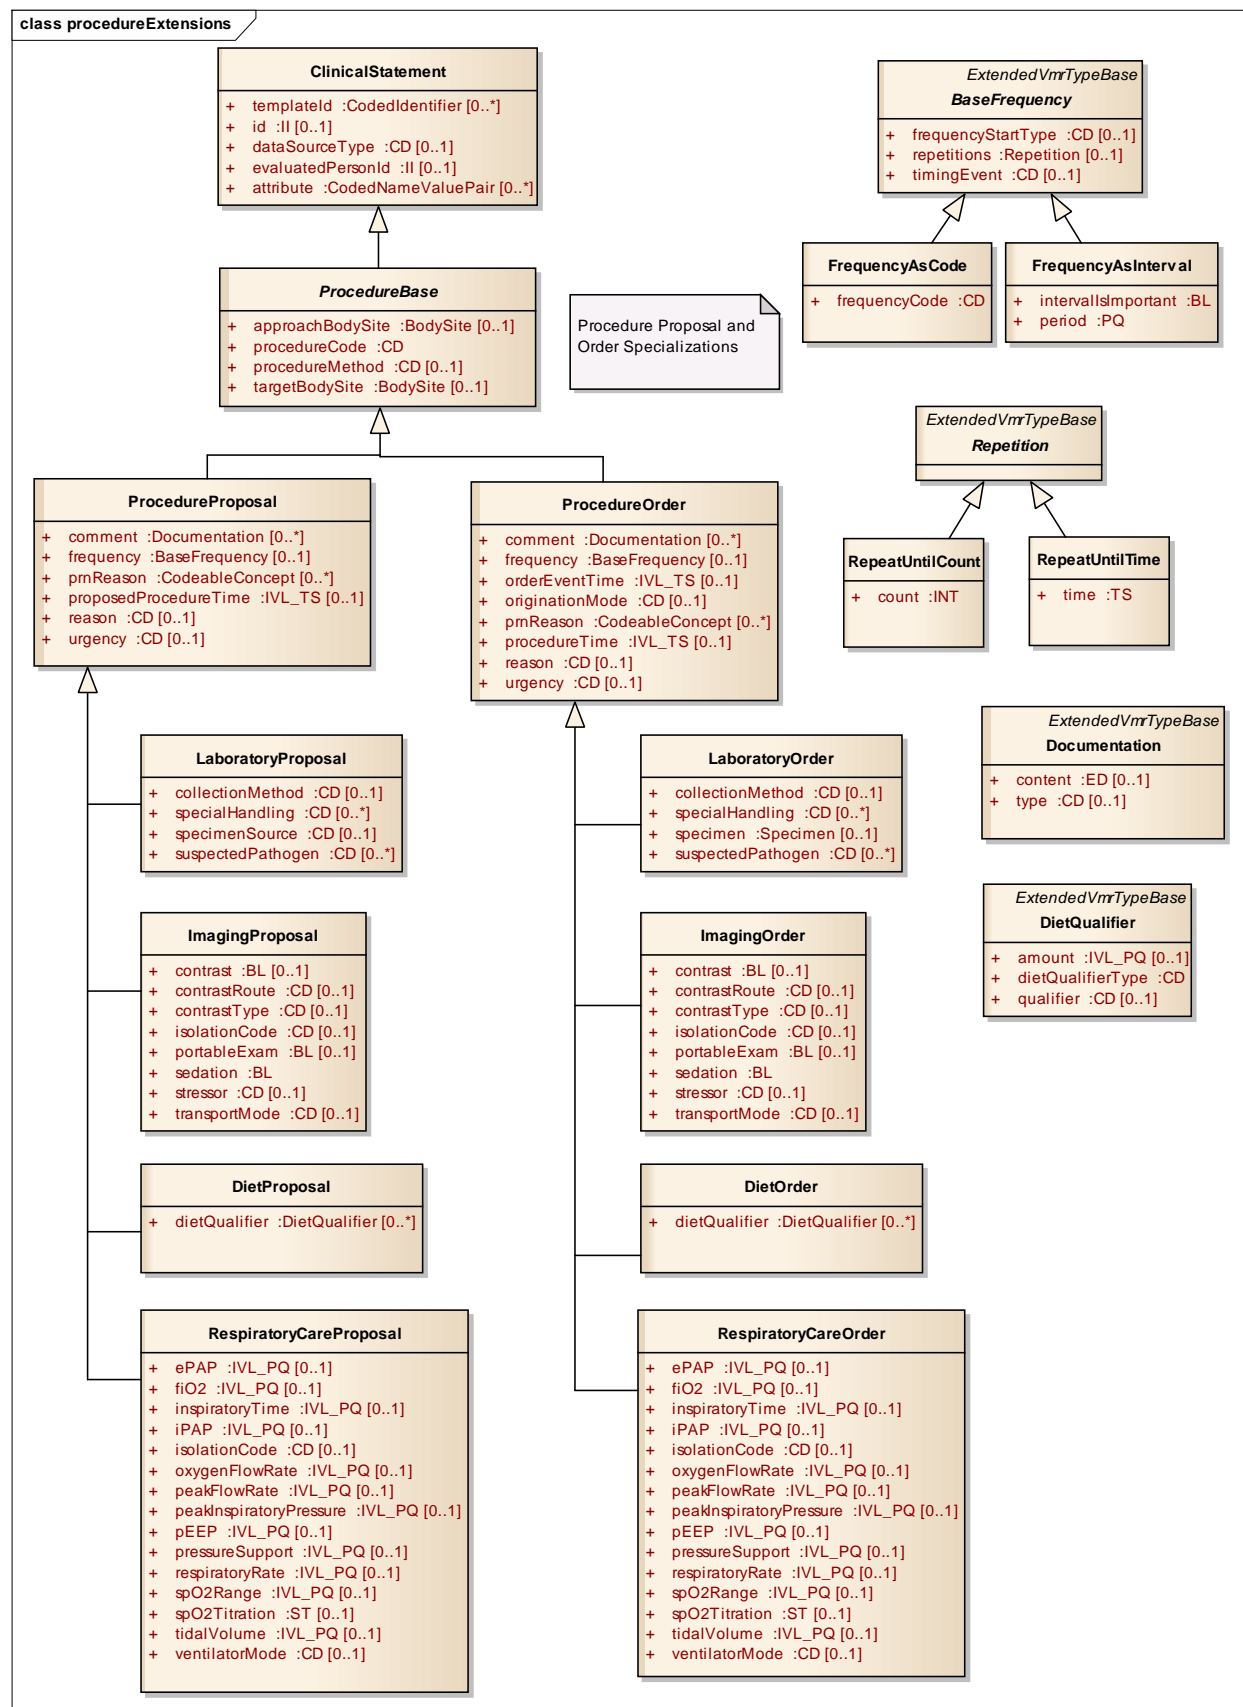 class procedureExtensions
ClinicalStatement
+ templateId :CodedIdentifier [0..*]
+ id :II [0..1]
+ dataSourceType :CD [0..1]
+ evaluatedPersonId :II [0..1]
+ attribute :CodedNameValuePair [0..*]
ExtendedVmrTypeBase
BaseFrequency
+ frequencyStartType :CD [0..1]
+ repetitions :Repetition [0..1]
+ timingEvent :CD [0..1]
FrequencyAsCode
+ frequencyCode :CD
FrequencyAsInterval
+ intervalIsImportant :BL
+ period :PQ
ProcedureBase
+ approachBodySite :BodySite [0..1]
+ procedureCode :CD
+ procedureMethod :CD [0..1]
+ targetBodySite :BodySite [0..1]
Procedure Proposal and
Order Specializations
ExtendedVmrTypeBase
Repetition
RepeatUntilCount
+ count :INT
RepeatUntilTime
+ time :TS
ProcedureProposal
+ comment :Documentation [0..*]
+ frequency :BaseFrequency [0..1]
+ prnReason :CodeableConcept [0..*]
+ proposedProcedureTime :IVL_TS [0..1]
+ reason :CD [0..1]
+ urgency :CD [0..1]
ProcedureOrder
+ comment :Documentation [0..*]
+ frequency :BaseFrequency [0..1]
+ orderEventTime :IVL_TS [0..1]
+ originationMode :CD [0..1]
+ prnReason :CodeableConcept [0..*]
+ procedureTime :IVL_TS [0..1]
+ reason :CD [0..1]
+ urgency :CD [0..1]
ExtendedVmrTypeBase
Documentation
+ content :ED [0..1]
+ type :CD [0..1]
ExtendedVmrTypeBase
DietQualifier
+ amount :IVL_PQ [0..1]
+ dietQualifierType :CD
+ qualifier :CD [0..1]
LaboratoryProposal
+ collectionMethod :CD [0..1]
+ specialHandling :CD [0..*]
+ specimenSource :CD [0..1]
+ suspectedPathogen :CD [0..*]
LaboratoryOrder
+ collectionMethod :CD [0..1]
+ specialHandling :CD [0..*]
+ specimen :Specimen [0..1]
+ suspectedPathogen :CD [0..*]
ImagingProposal
+ contrast :BL [0..1]
+ contrastRoute :CD [0..1]
+ contrastType :CD [0..1]
+ isolationCode :CD [0..1]
+ portableExam :BL [0..1]
+ sedation :BL
+ stressor :CD [0..1]
+ transportMode :CD [0..1]
ImagingOrder
+ contrast :BL [0..1]
+ contrastRoute :CD [0..1]
+ contrastType :CD [0..1]
+ isolationCode :CD [0..1]
+ portableExam :BL [0..1]
+ sedation :BL
+ stressor :CD [0..1]
+ transportMode :CD [0..1]
DietProposal
+ dietQualifier :DietQualifier [0..*]
DietOrder
+ dietQualifier :DietQualifier [0..*]
RespiratoryCareProposal
+ ePAP :IVL_PQ [0..1]
+ fiO2 :IVL_PQ [0..1]
+ inspiratoryTime :IVL_PQ [0..1]
+ iPAP :IVL_PQ [0..1]
+ isolationCode :CD [0..1]
+ oxygenFlowRate :IVL_PQ [0..1]
+ peakFlowRate :IVL_PQ [0..1]
+ peakInspiratoryPressure :IVL_PQ [0..1]
+ pEEP :IVL_PQ [0..1]
+ pressureSupport :IVL_PQ [0..1]
+ respiratoryRate :IVL_PQ [0..1]
+ spO2Range :IVL_PQ [0..1]
+ spO2Titration :ST [0..1]
+ tidalVolume :IVL_PQ [0..1]
+ ventilatorMode :CD [0..1]
RespiratoryCareOrder
+ ePAP :IVL_PQ [0..1]
+ fiO2 :IVL_PQ [0..1]
+ inspiratoryTime :IVL_PQ [0..1]
+ iPAP :IVL_PQ [0..1]
+ isolationCode :CD [0..1]
+ oxygenFlowRate :IVL_PQ [0..1]
+ peakFlowRate :IVL_PQ [0..1]
+ peakInspiratoryPressure :IVL_PQ [0..1]
+ pEEP :IVL_PQ [0..1]
+ pressureSupport :IVL_PQ [0..1]
+ respiratoryRate :IVL_PQ [0..1]
+ spO2Range :IVL_PQ [0..1]
+ spO2Titration :ST [0..1]
+ tidalVolume :IVL_PQ [0..1]
+ ventilatorMode :CD [0..1]